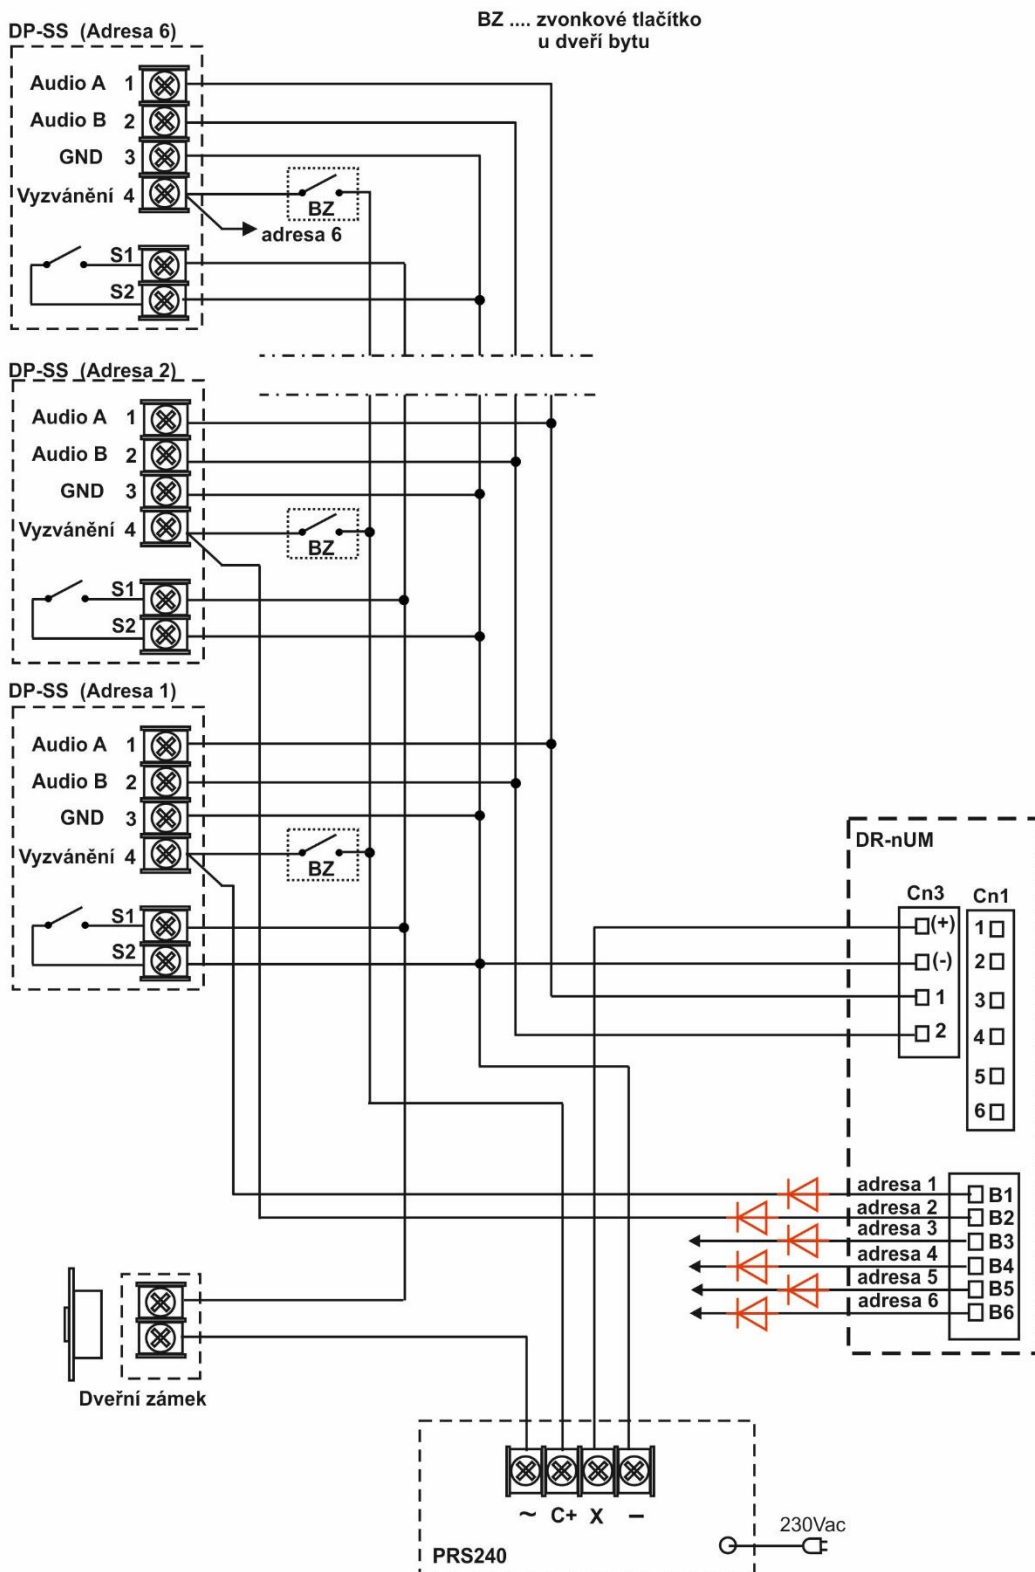 BZ .... zvonkové tlačítko
u dveří bytu
DP-SS (Adresa 6)
Audio A 1
Audio B 2
GND 3
Vyzvánění 4
BZ
adresa 6
S1
S2
DP-SS (Adresa 2)
Audio A 1
Audio B 2
GND 3
Vyzvánění 4
BZ
S1
S2
DP-SS (Adresa 1)
Audio A 1
Audio B 2
GND 3
Vyzvánění 4
BZ
S1
S2
DR-nUM
Cn3 Cn1
(+) 1
(-) 2
1 3
2 4
5
6
adresa 1 B1
adresa 2 B2
adresa 3 B3
adresa 4 B4
adresa 5 B5
adresa 6 B6
Dveřní zámek
~ C+ X –
230Vac
PRS240